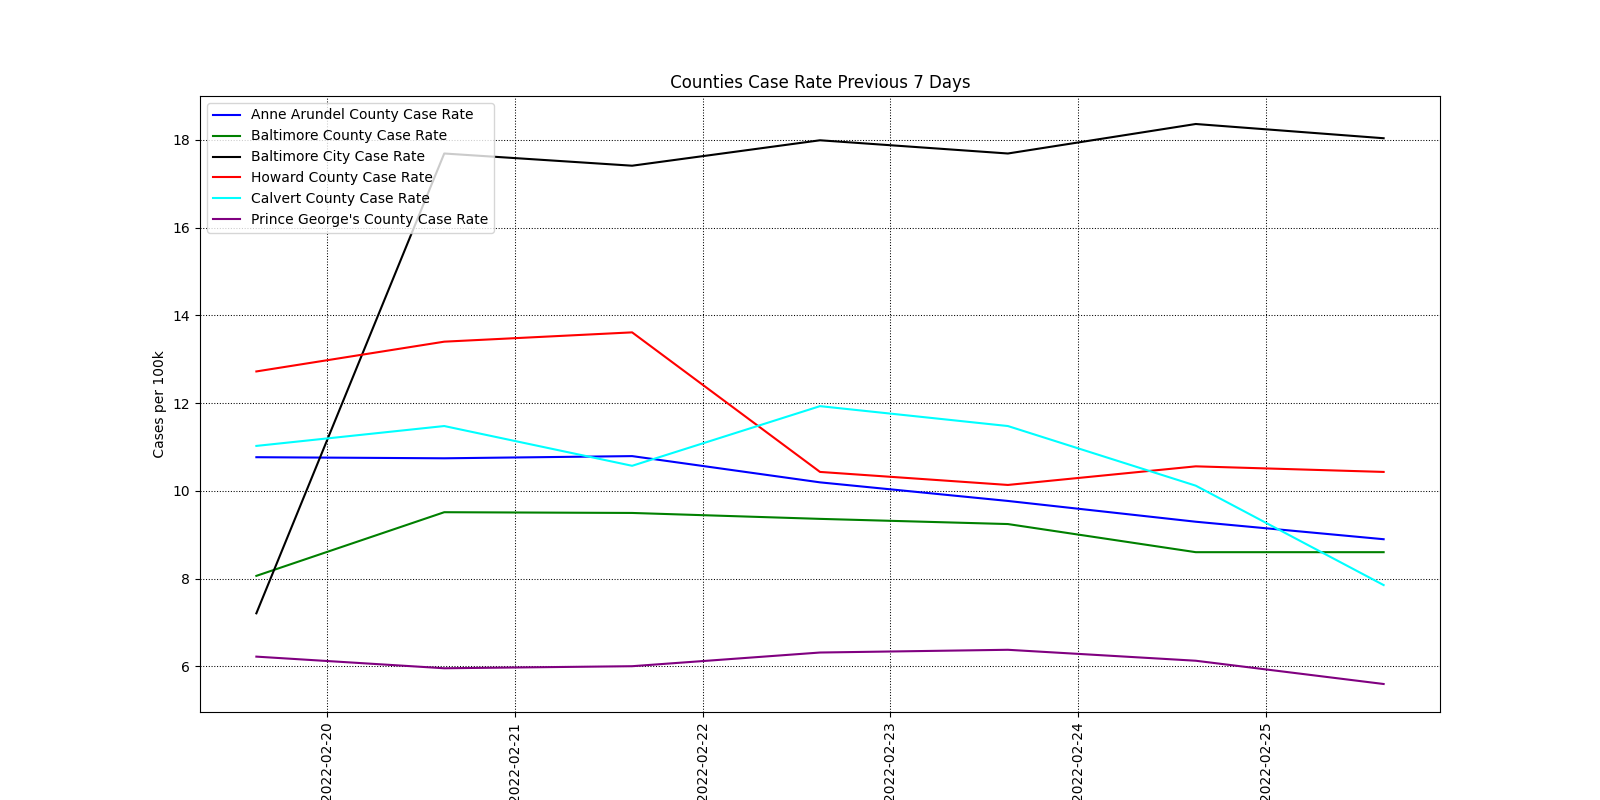 Counties Case Rate Previous 7 Days
Anne Arundel County Case Rate
Baltimore County Case Rate
Baltimore City Case Rate
Howard County Case Rate
Calvert County Case Rate
Prince George's County Case Rate
Cases per 100k
18
16
14
12
10
8
6
2022-02-20
2022-02-21
2022-02-22
2022-02-23
2022-02-24
2022-02-25